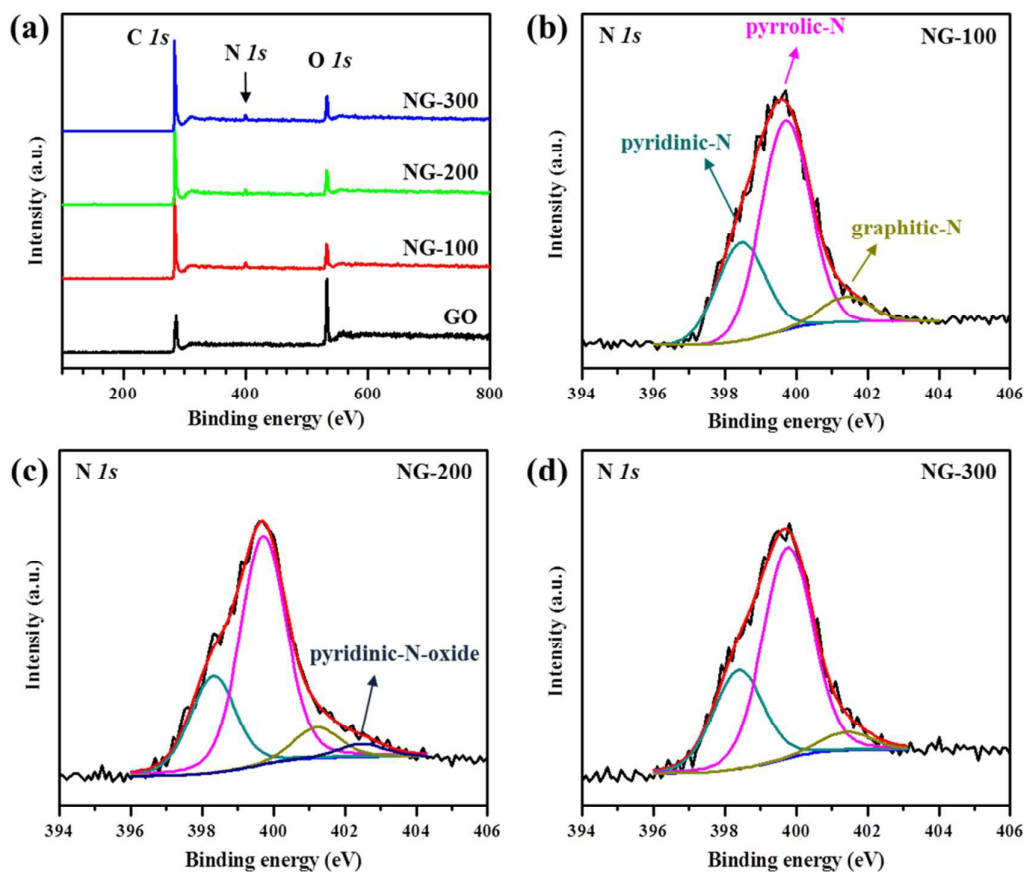 (a)
C 1s
N 1s
O 1s
NG-300
NG-200
NG-100
GO
Intensity (a.u.)
200 400 600 800
Binding energy (eV)
(b)
N 1s
pyrrolic-N
NG-100
pyridinic-N
graphitic-N
Intensity (a.u.)
394 396 398 400 402 404 406
Binding energy (eV)
(c)
N 1s
NG-200
pyridinic-N-oxide
Intensity (a.u.)
394 396 398 400 402 404 406
Binding energy (eV)
(d)
N 1s
NG-300
Intensity (a.u.)
394 396 398 400 402 404 406
Binding energy (eV)